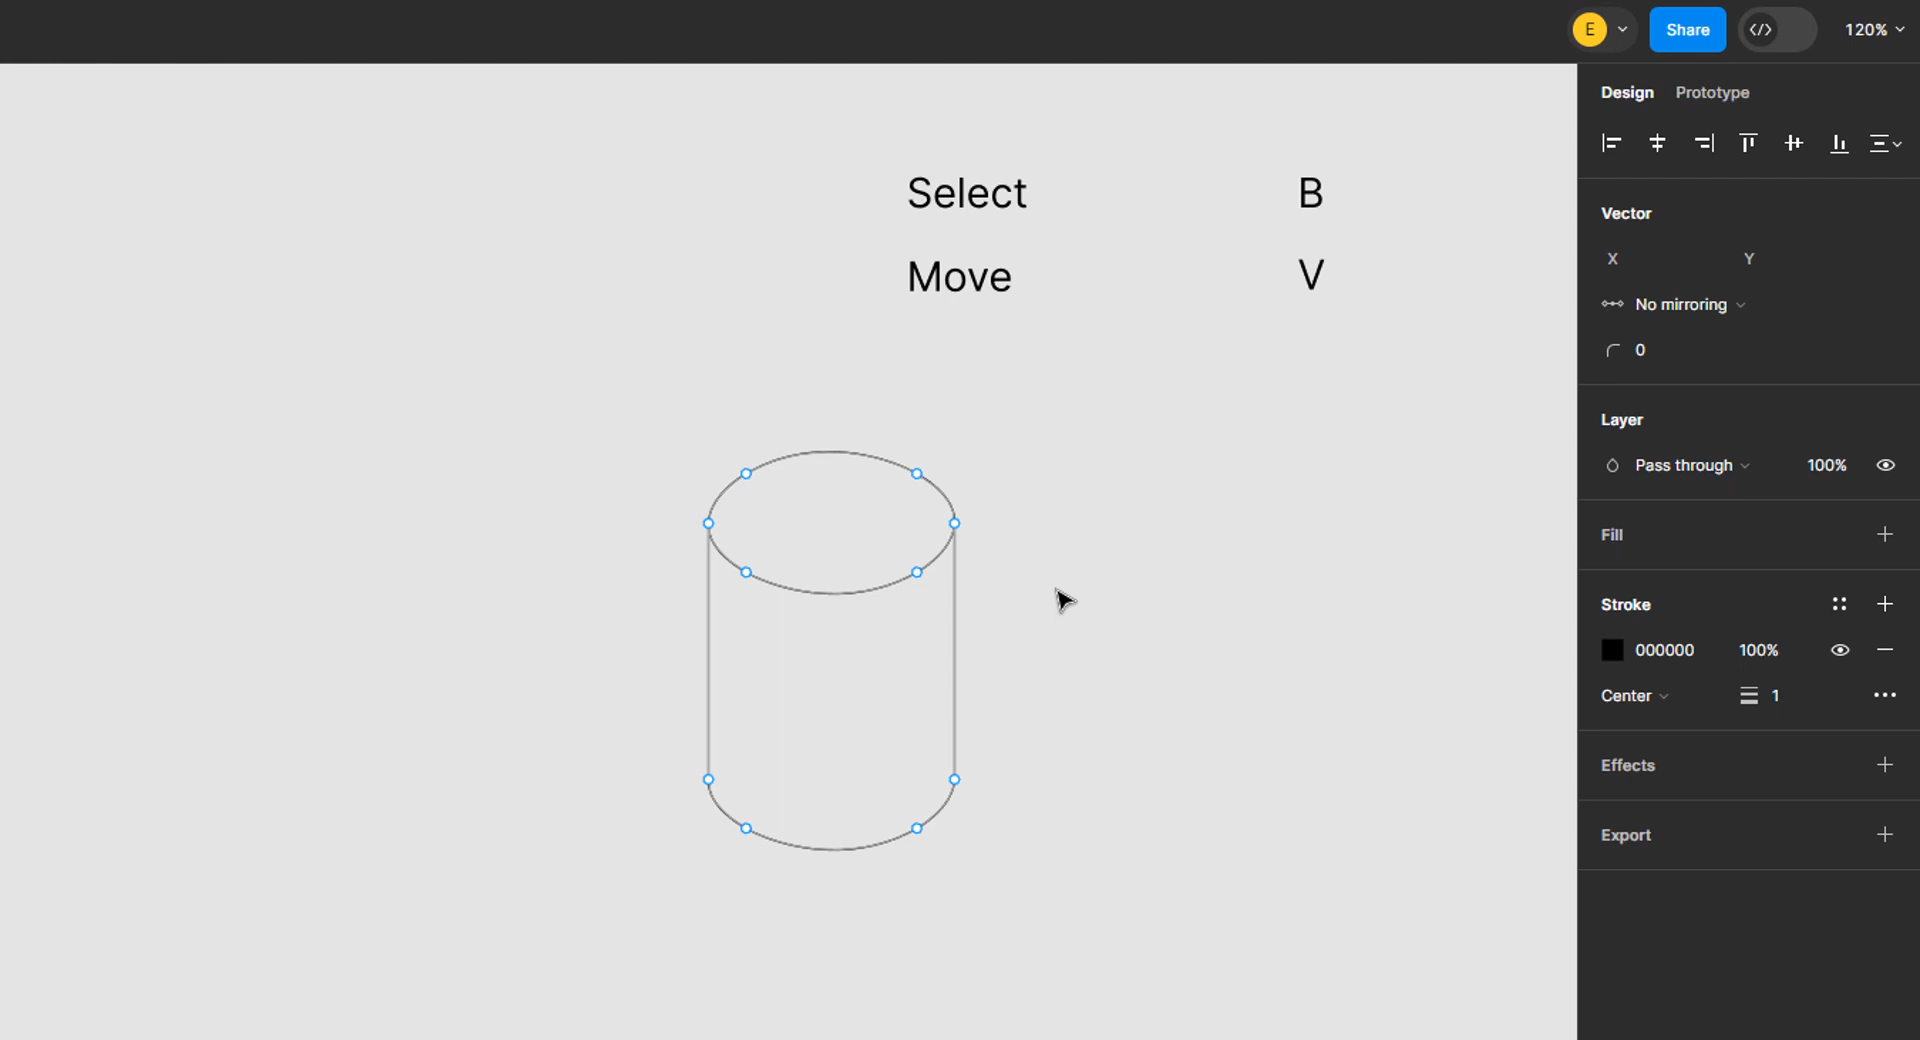 E Share </> 120%
Design Prototype
Select B
Vector
X Y
Move V
No mirroring
0
Layer
Pass through 100%
Fill
Stroke
000000 100%
Center 1
Effects
Export